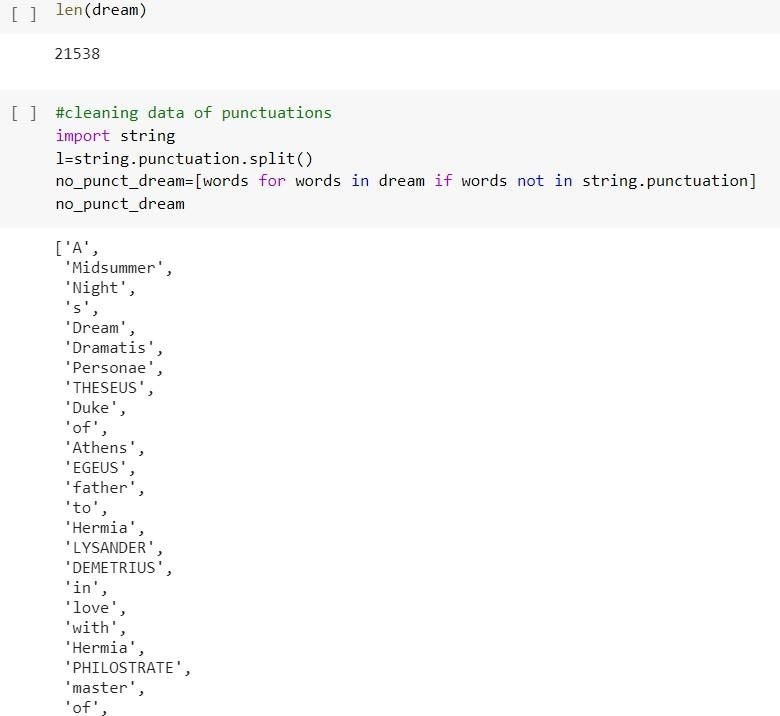 [ ] len(dream)
21538
[ ] #cleaning data of punctuations
import string
l=string.punctuation.split()
no_punct_dream=[words for words in dream if words not in string.punctuation]
no_punct_dream
['A',
'Midsummer',
'Night',
's',
'Dream',
'Dramatis',
'Personae',
'THESEUS',
'Duke',
'of',
'Athens',
'EGEUS',
'father',
'to',
'Hermia',
'LYSANDER',
'DEMETRIUS',
'in',
'love',
'with',
'Hermia',
'PHILOSTRATE',
'master',
'of',